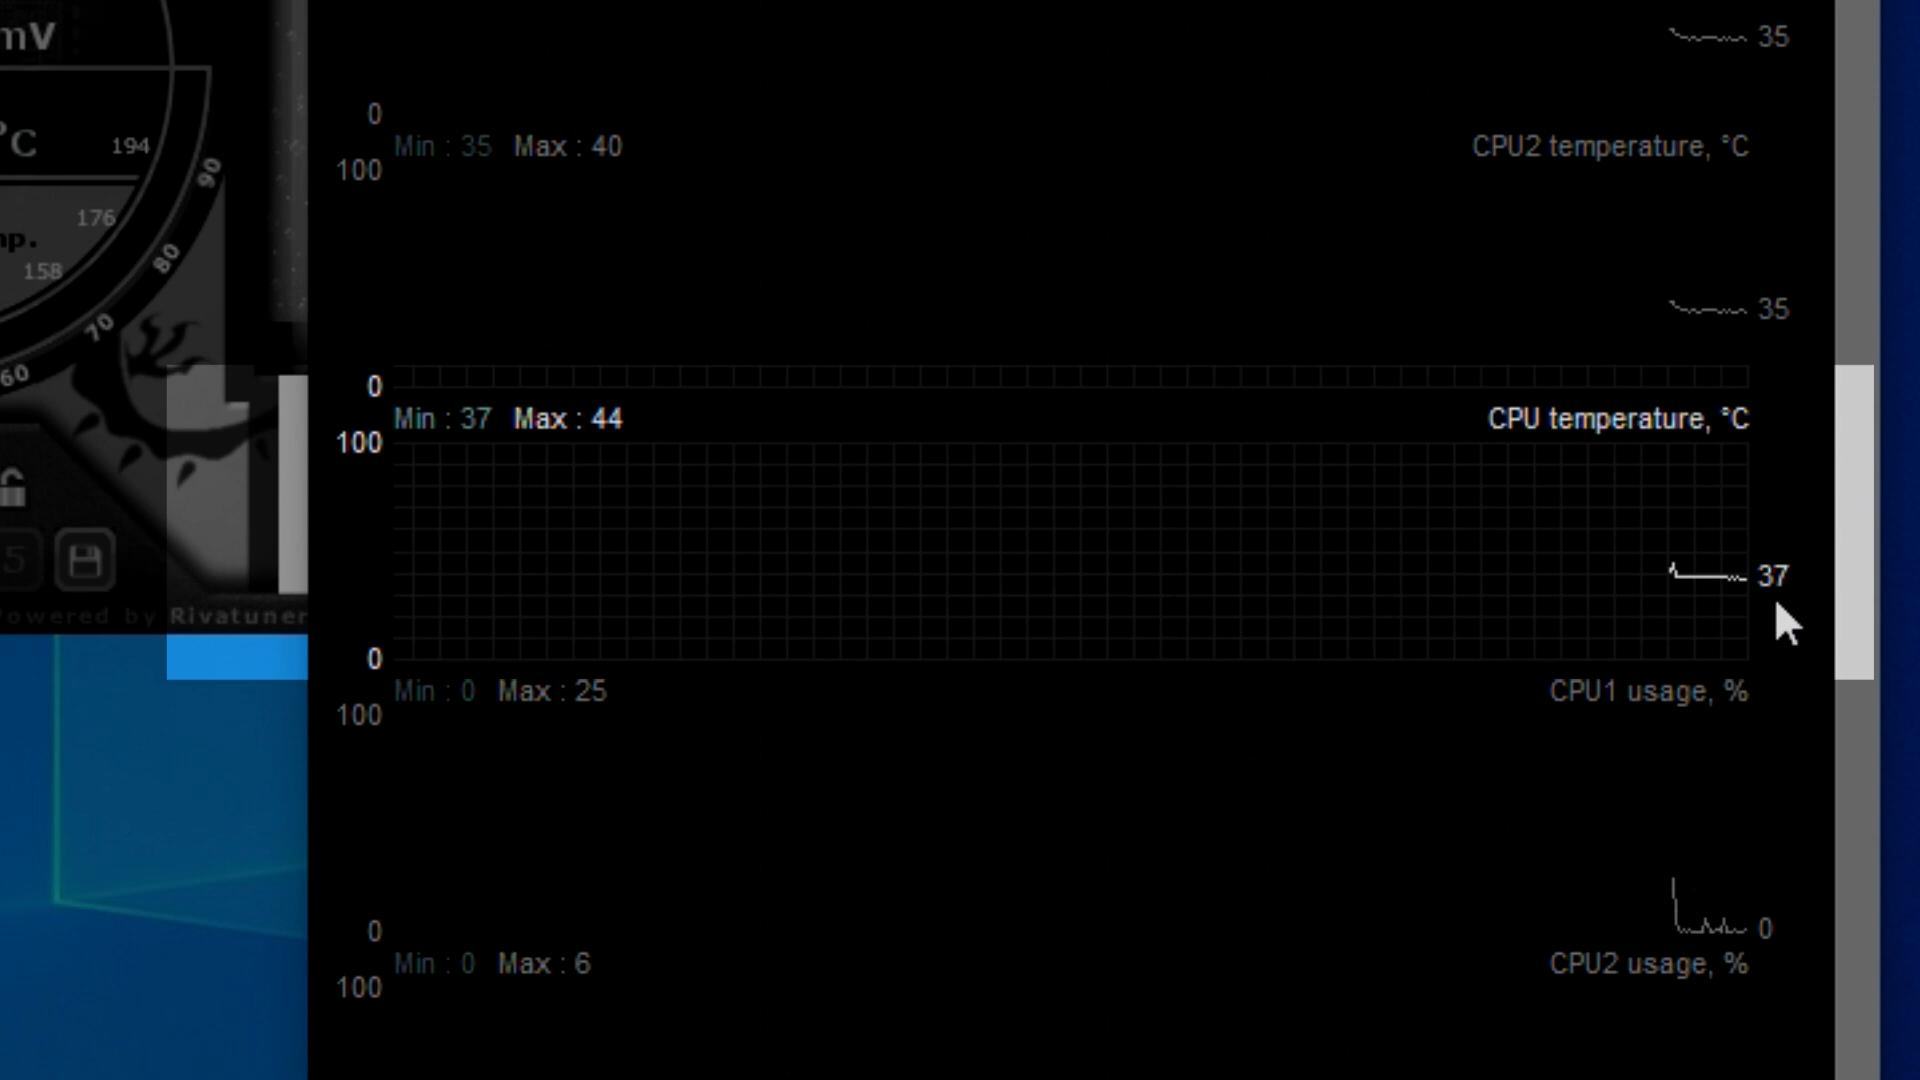 mV
35
0
Min : 35 Max : 40 CPU2 temperature, °C
100
°C 194
90
176
158
80
70
60
35
0
Min : 37 Max : 44 CPU temperature, °C
100
37
0
5
Powered by Rivatuner
Min : 0 Max : 25 CPU1 usage, %
100
0
0
Min : 0 Max : 6 CPU2 usage, %
100